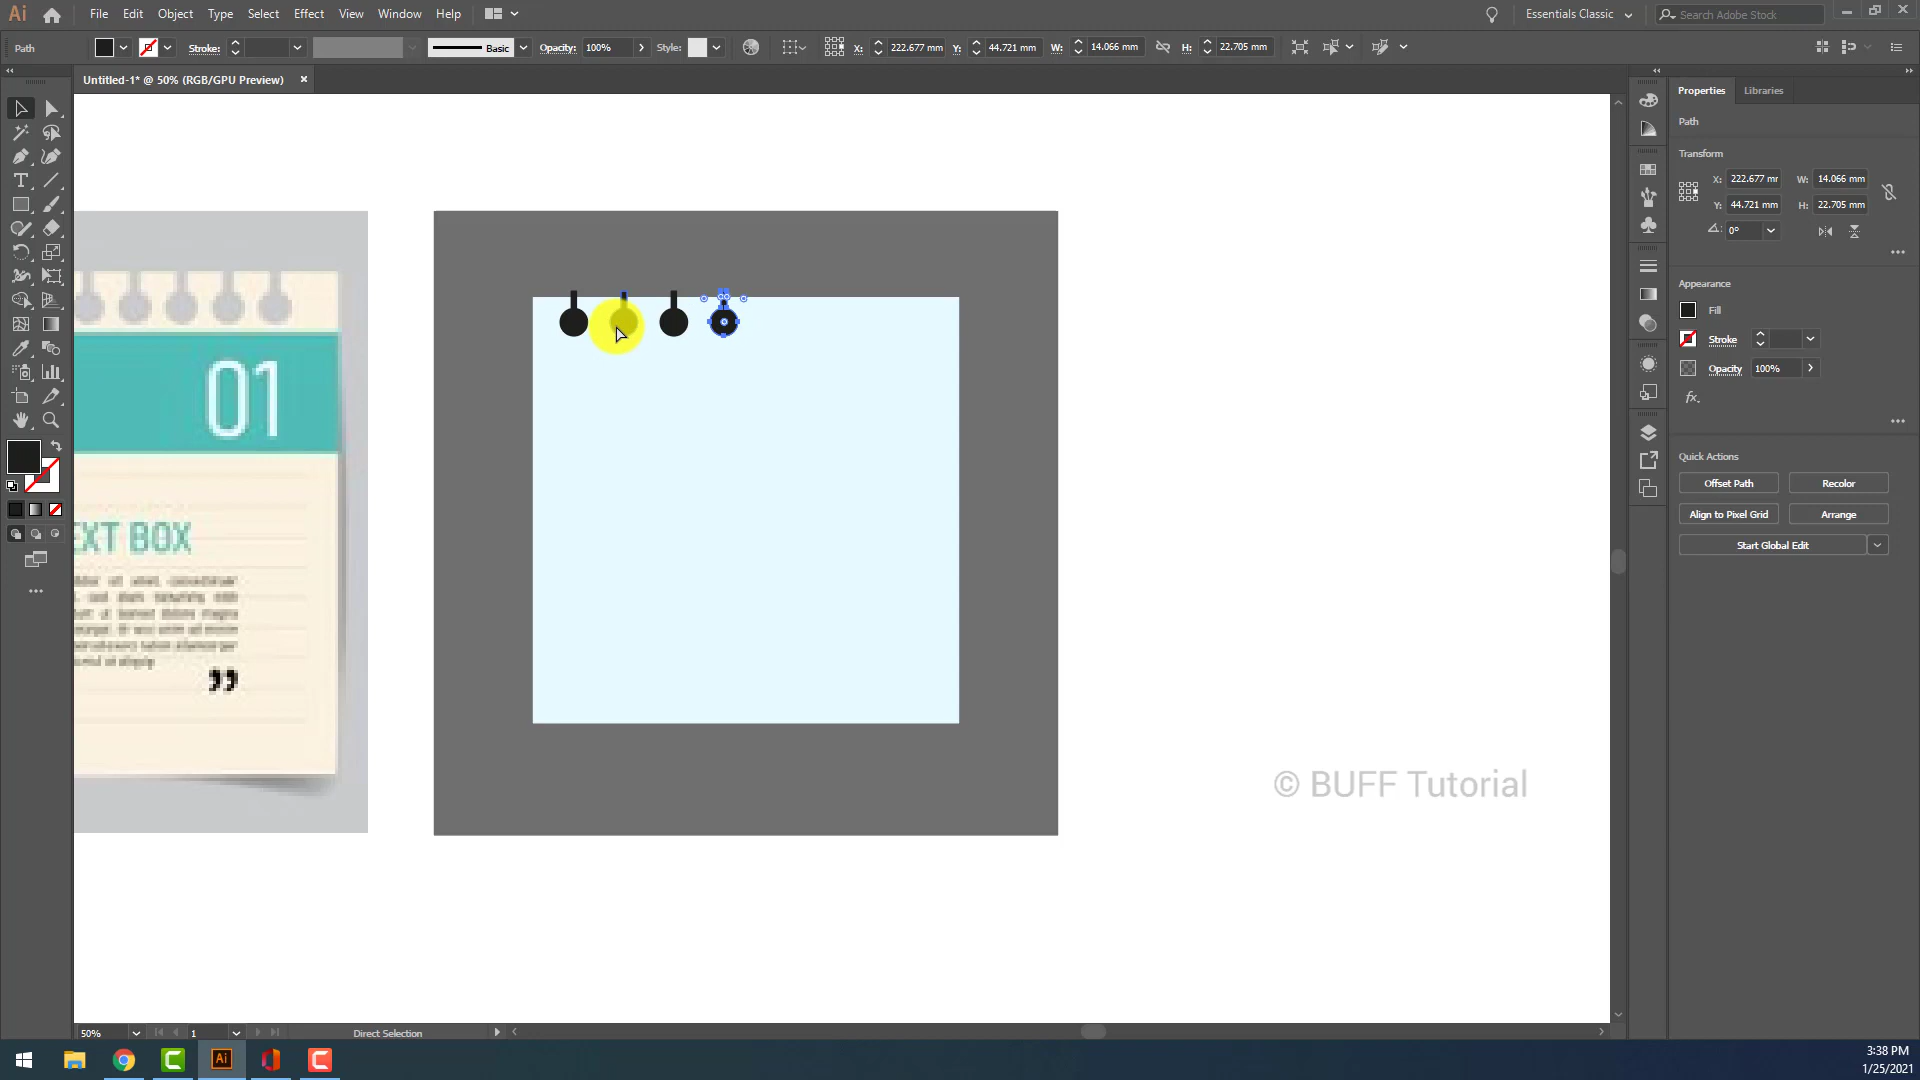 Ai File Edit Object Type Select Effect View Window Help Essentials Classic Search Adobe Stock
Path Stroke: Basic Opacity: 100% Style: X: 222.677 mm Y: 44.721 mm W: 14.066 mm H: 22.705 mm
Untitled-1* @ 50% (RGB/GPU Preview)
Properties Libraries
Path
Transform
X: 222.677 mm W: 14.066 mm
Y: 44.721 mm H: 22.705 mm
0°
Appearance
Fill
Stroke
Opacity 100%
fx.
Quick Actions
Offset Path Recolor
Align to Pixel Grid Arrange
Start Global Edit
01
EXT BOX
”
© BUFF Tutorial
50% 1 Direct Selection
Ai
3:38 PM
1/25/2021